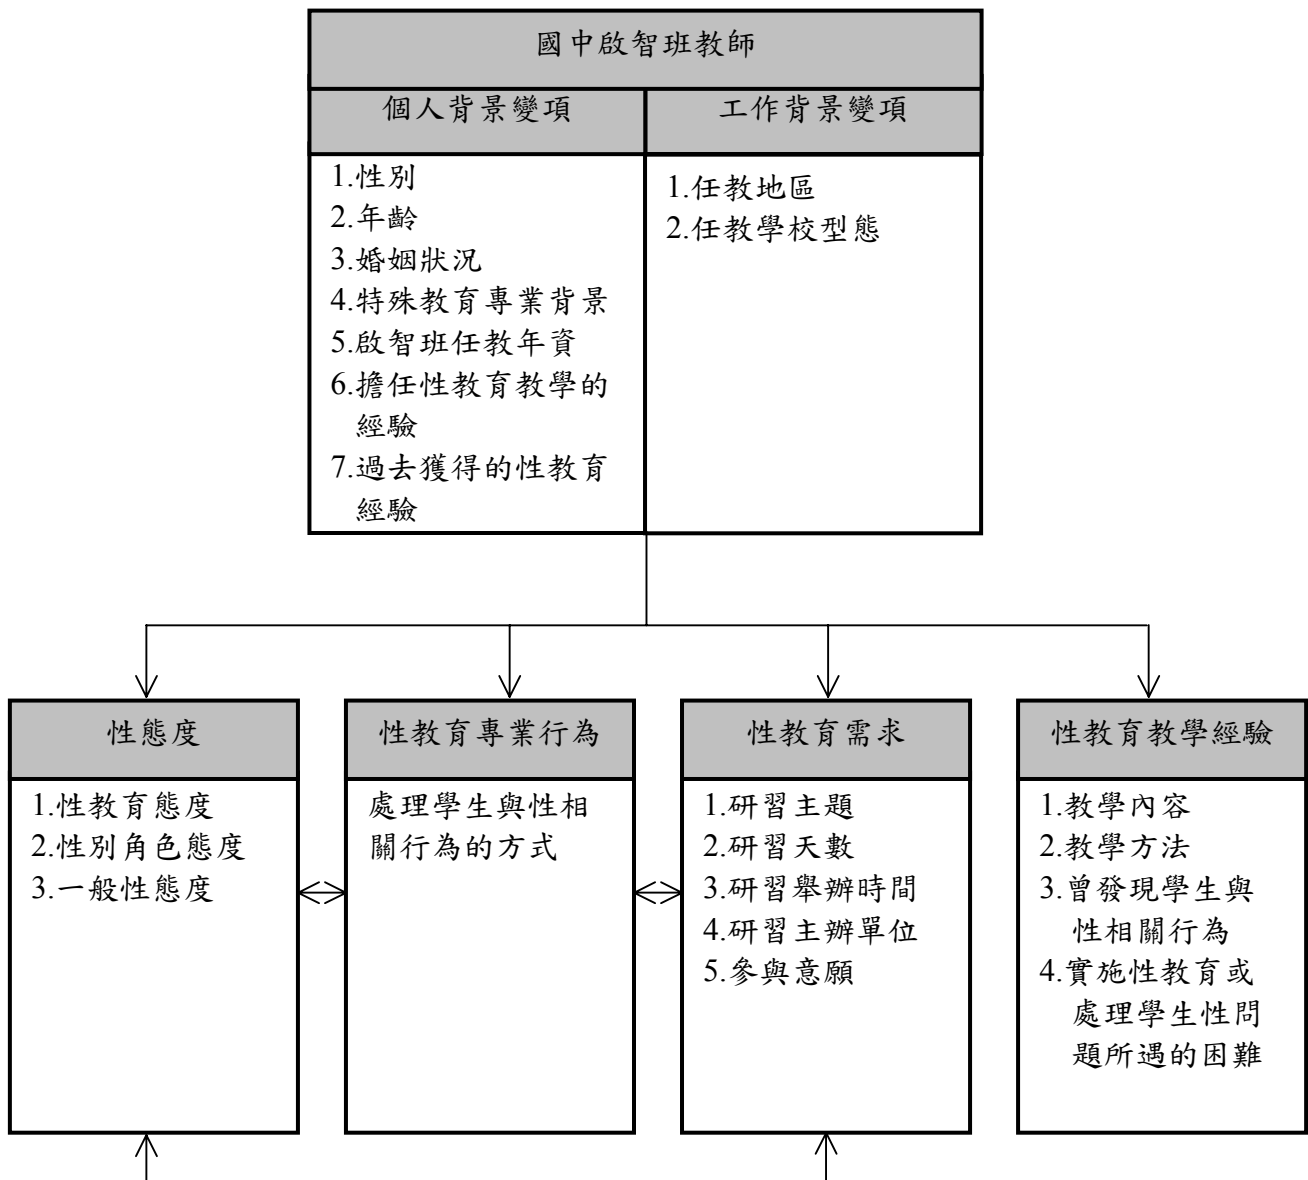 國中啟智班教師
個人背景變項
工作背景變項
1.性別
2.年齡
3.婚姻狀況
4.特殊教育專業背景
5.啟智班任教年資
6.擔任性教育教學的
經驗
7.過去獲得的性教育
經驗
1.任教地區
2.任教學校型態
性態度
1.性教育態度
2.性別角色態度
3.一般性態度
性教育專業行為
處理學生與性相
關行為的方式
性教育需求
1.研習主題
2.研習天數
3.研習舉辦時間
4.研習主辦單位
5.參與意願
性教育教學經驗
1.教學內容
2.教學方法
3.曾發現學生與
性相關行為
4.實施性教育或
處理學生性問
題所遇的困難